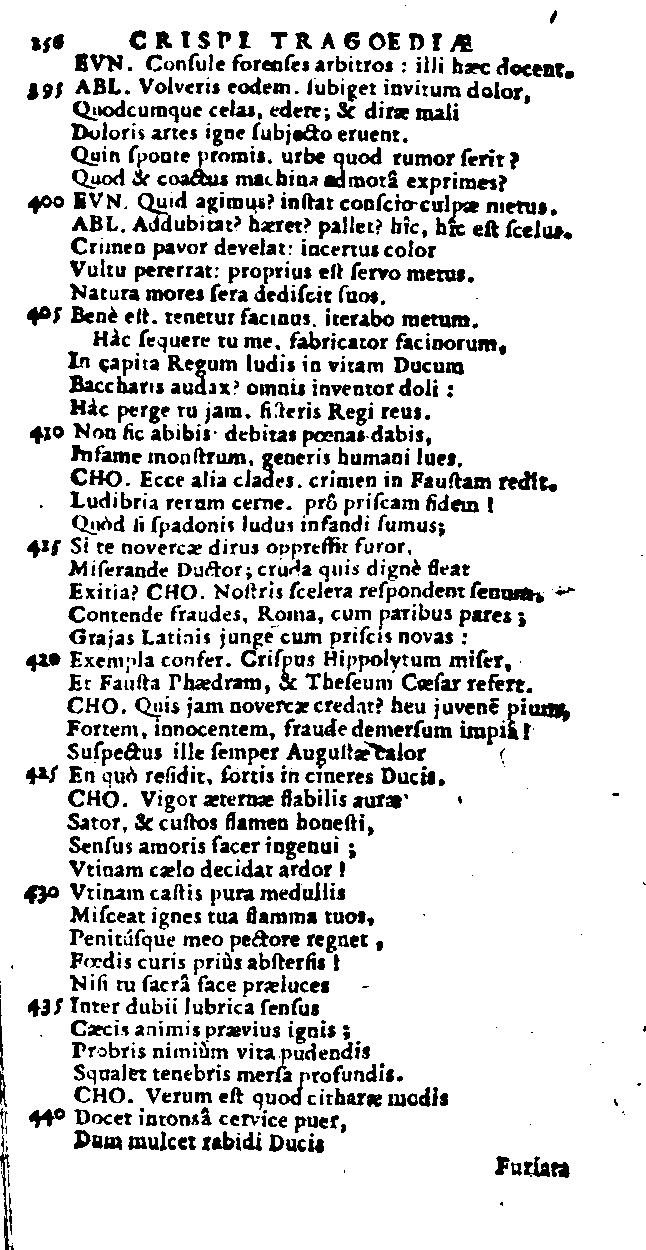 256 CRISPI TRAGOEDIÆ
EVN. Conſule forenſes arbitros : illi hæc docent.
395 ABL. Volveris eodem. ſubiget invitum dolor,
Quodcumque celas, edere; & diræ mali
Doloris artes igne ſubjecto eruent.
Quin ſponte promis. urbe quod rumor ſerit?
Quod & coactus machina admotâ exprimes?
400 EVN. Quid agimus? inſtat conſcio culpæ metus.
ABL. Addubitat? hæret? pallet? hîc, hîc eſt ſcelus.
Crimen pavor develat: incertus color
Vultu pererrat: proprius eſt ſervo metus.
Natura mores ſera dediſcit ſuos.
405 Benè eſt. tenetur facinus. iterabo metum.
Hàc ſequere tu me, fabricator facinorum,
In capita Regum ludis in vitam Ducum
Baccharis audax? omnis inventor doli :
Hàc perge tu jam. ſiſteris Regi reus.
410 Non ſic abibis. debitas pœnas dabis,
Infame monſtrum, generis humani lues.
CHO. Ecce alia clades. crimen in Fauſtam redit.
Ludibria rerum cerne. prô priſcam fidem !
Quòd ſi ſpadonis ludus infandi ſumus;
415 Si te novercæ dirus oppreſſit furor,
Miſerande Ductor; cruda quis dignè fleat
Exitia? CHO. Noſtris ſcelera reſpondent ſenum,
Contende fraudes, Roma, cum paribus pares ;
Grajas Latinis junge cum priſcis novas :
420 Exempla confer. Criſpus Hippolytum miſer,
Et Fauſta Phædram, & Theſeum Cæſar refert.
CHO. Quis jam novercæ credat? heu juvenē pium,
Fortem, innocentem, fraude demerſum impiâ !
Suſpectus ille ſemper Auguſtæ calor
425 En quò reſidit, fortis in cineres Ducis.
CHO. Vigor æternæ flabilis auræ
Sator, & cuſtos flamen honeſti,
Senſus amoris ſacer ingenui ;
Vtinam cælo decidat ardor !
430 Vtinam caſtis pura medullis
Miſceat ignes tua flamma tuos,
Penitúſque meo pectore regnet ,
Fœdis curis priùs abſterſis !
Niſi tu ſacrâ face præluces
435 Inter dubii lubrica ſenſus
Cæcis animis prævius ignis ;
Probris nimiùm vita pudendis
Squalet tenebris merſa profundis.
CHO. Verum eſt quod citharæ modis
440 Docet intonsâ cervice puer,
Dum mulcet rabidi Ducis
Furiata